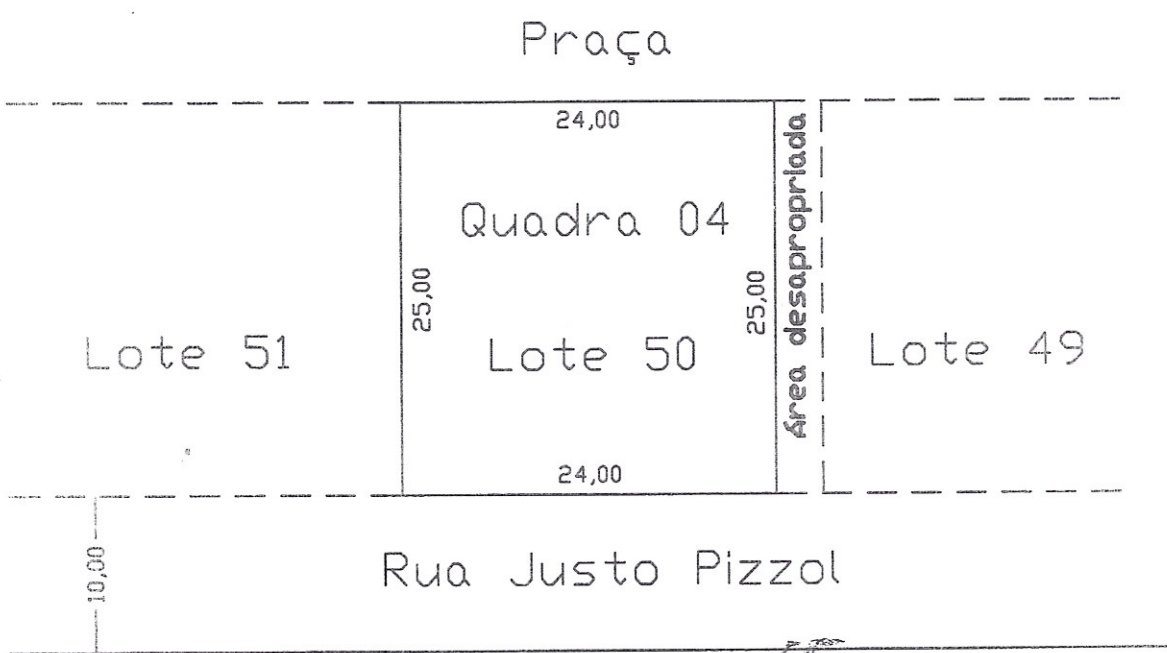 Praça
24,00
Quadra 04
25,00
25,00
Área desapropriada
Lote 51
Lote 50
Lote 49
24,00
10,00
Rua Justo Pizzol